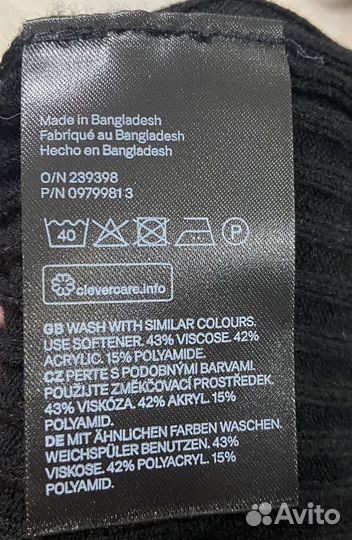 Made in Bangladesh
Fabriqué au Bangladesh
Hecho en Bangladesh
O/N 239398
P/N 0979981 3
40 P
clevercare.info
GB WASH WITH SIMILAR COLOURS.
USE SOFTENER. 43% VISCOSE. 42%
ACRYLIC. 15% POLYAMIDE.
CZ PERTE S PODOBNÝMI BARVAMI.
POUŽIJTE ZMĚKČOVACÍ PROSTŘEDEK.
43% VISKÓZA. 42% AKRYL. 15%
POLYAMID.
DE MIT ÄHNLICHEN FARBEN WASCHEN.
WEICHSPÜLER BENUTZEN. 43%
VISKOSE. 42% POLYACRYL. 15%
POLYAMID.
Avito